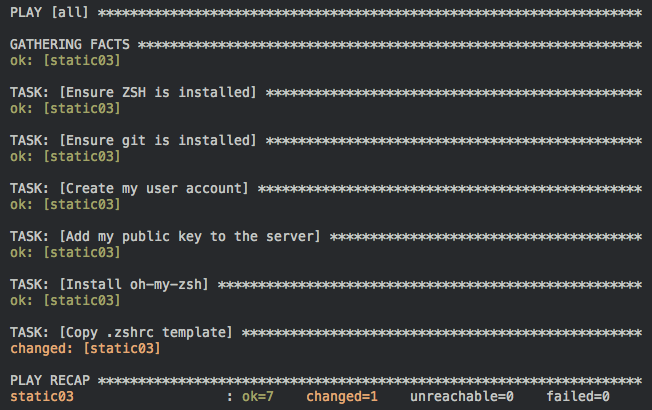 PLAY [all] ********************************************************************
GATHERING FACTS ***************************************************************
ok: [static03]
TASK: [Ensure ZSH is installed] ***********************************************
ok: [static03]
TASK: [Ensure git is installed] ***********************************************
ok: [static03]
TASK: [Create my user account] ************************************************
ok: [static03]
TASK: [Add my public key to the server] ***************************************
ok: [static03]
TASK: [Install oh-my-zsh] *****************************************************
ok: [static03]
TASK: [Copy .zshrc template] **************************************************
changed: [static03]
PLAY RECAP ********************************************************************
static03                   : ok=7    changed=1    unreachable=0    failed=0